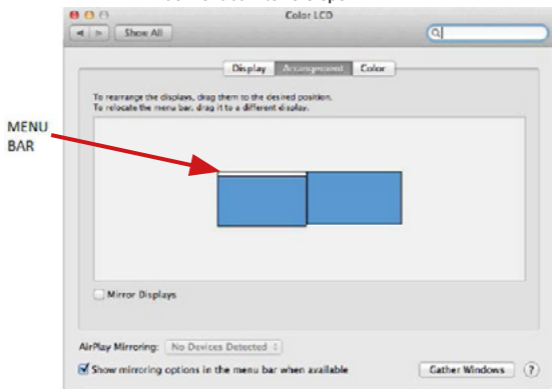 Color LCD
Show All
Display Arrangement Color
To rearrange the displays, drag them to the desired position.
To relocate the menu bar, drag it to a different display.
MENU
BAR
Mirror Displays
AirPlay Mirroring: No Devices Detected
Show mirroring options in the menu bar when available
Gather Windows ?